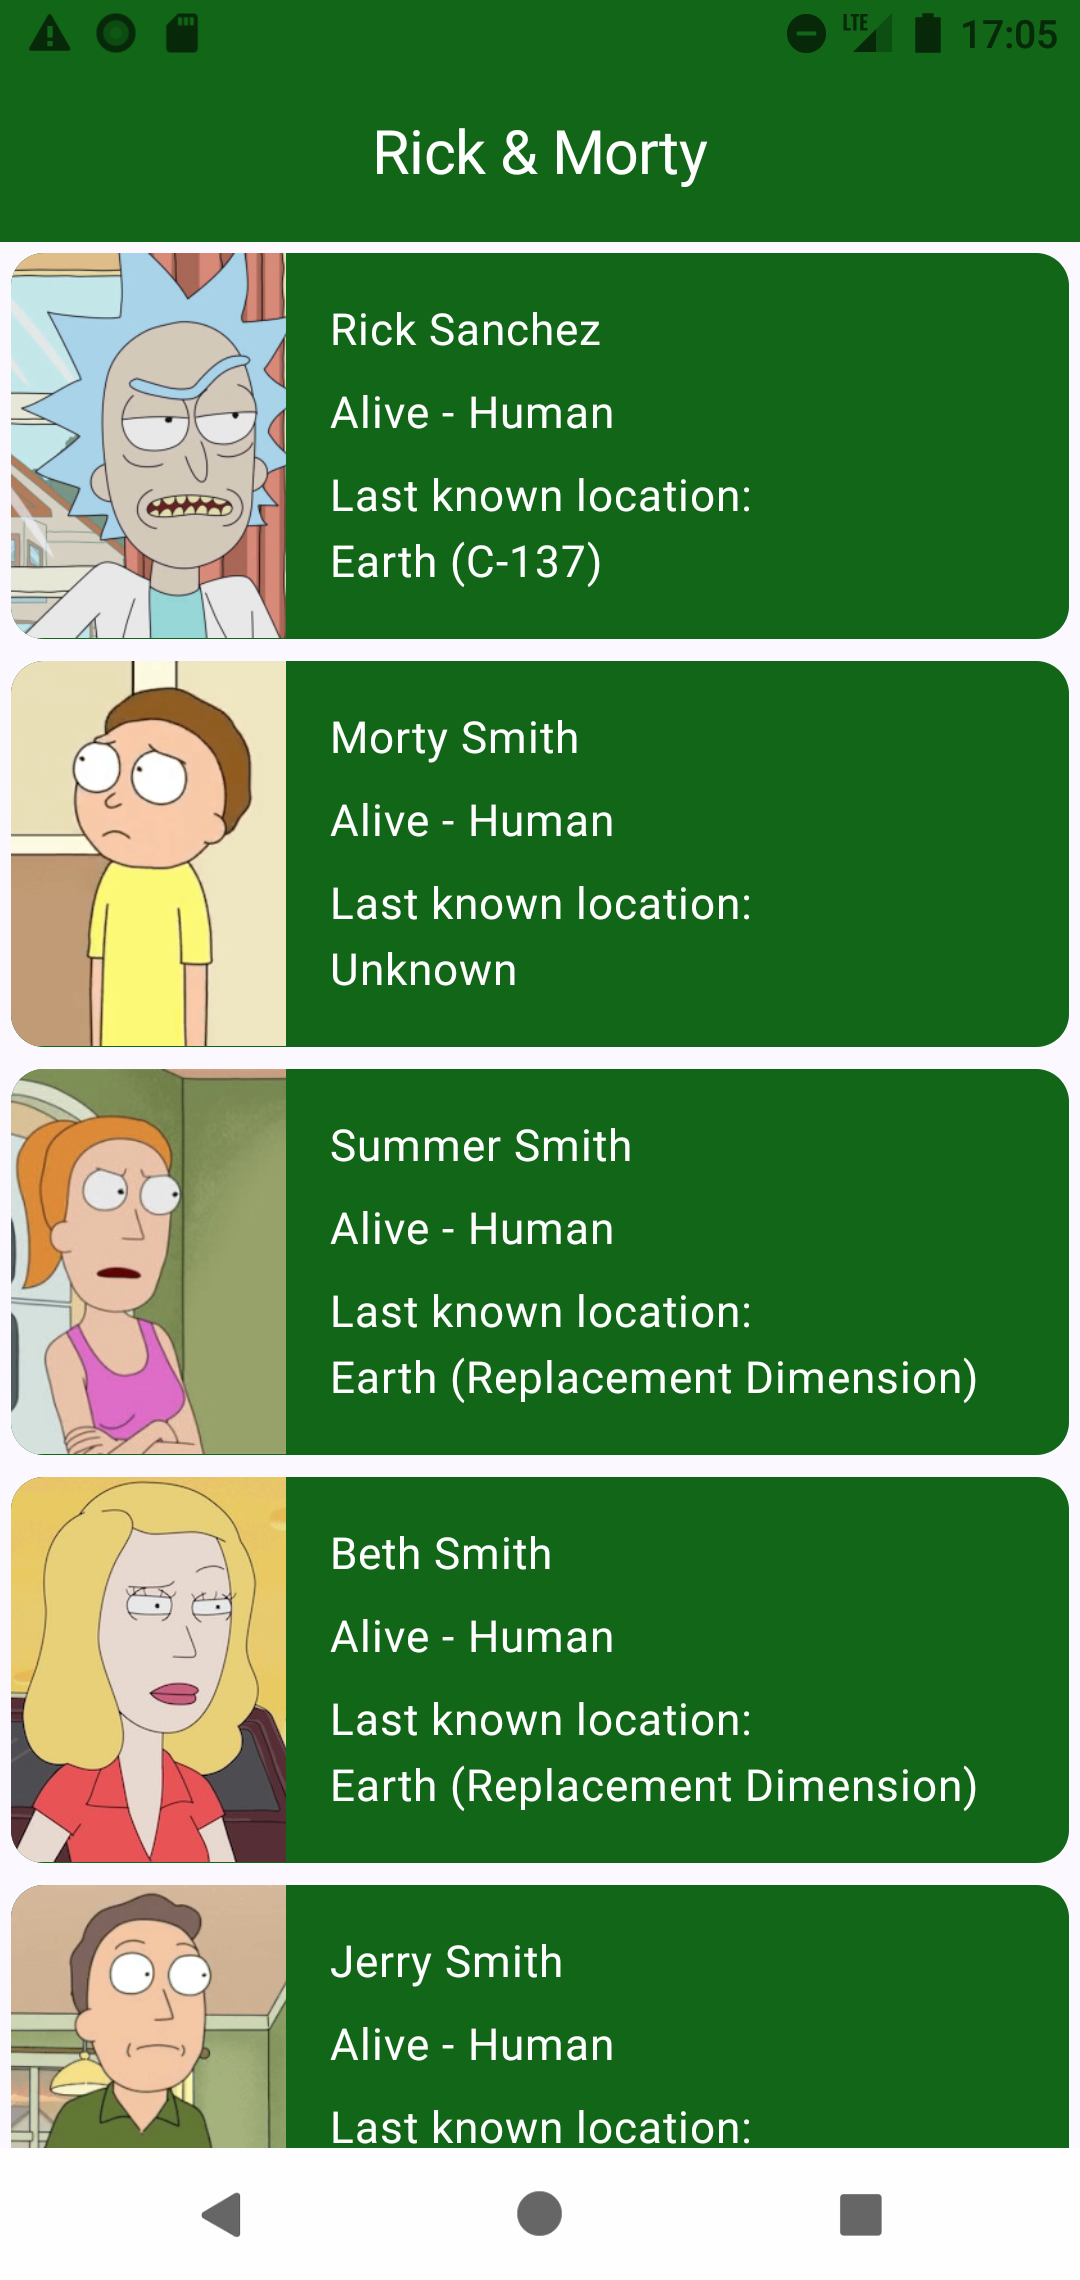 LTE 17:05
Rick & Morty
Rick Sanchez
Alive - Human
Last known location:
Earth (C-137)
Morty Smith
Alive - Human
Last known location:
Unknown
Summer Smith
Alive - Human
Last known location:
Earth (Replacement Dimension)
Beth Smith
Alive - Human
Last known location:
Earth (Replacement Dimension)
Jerry Smith
Alive - Human
Last known location: